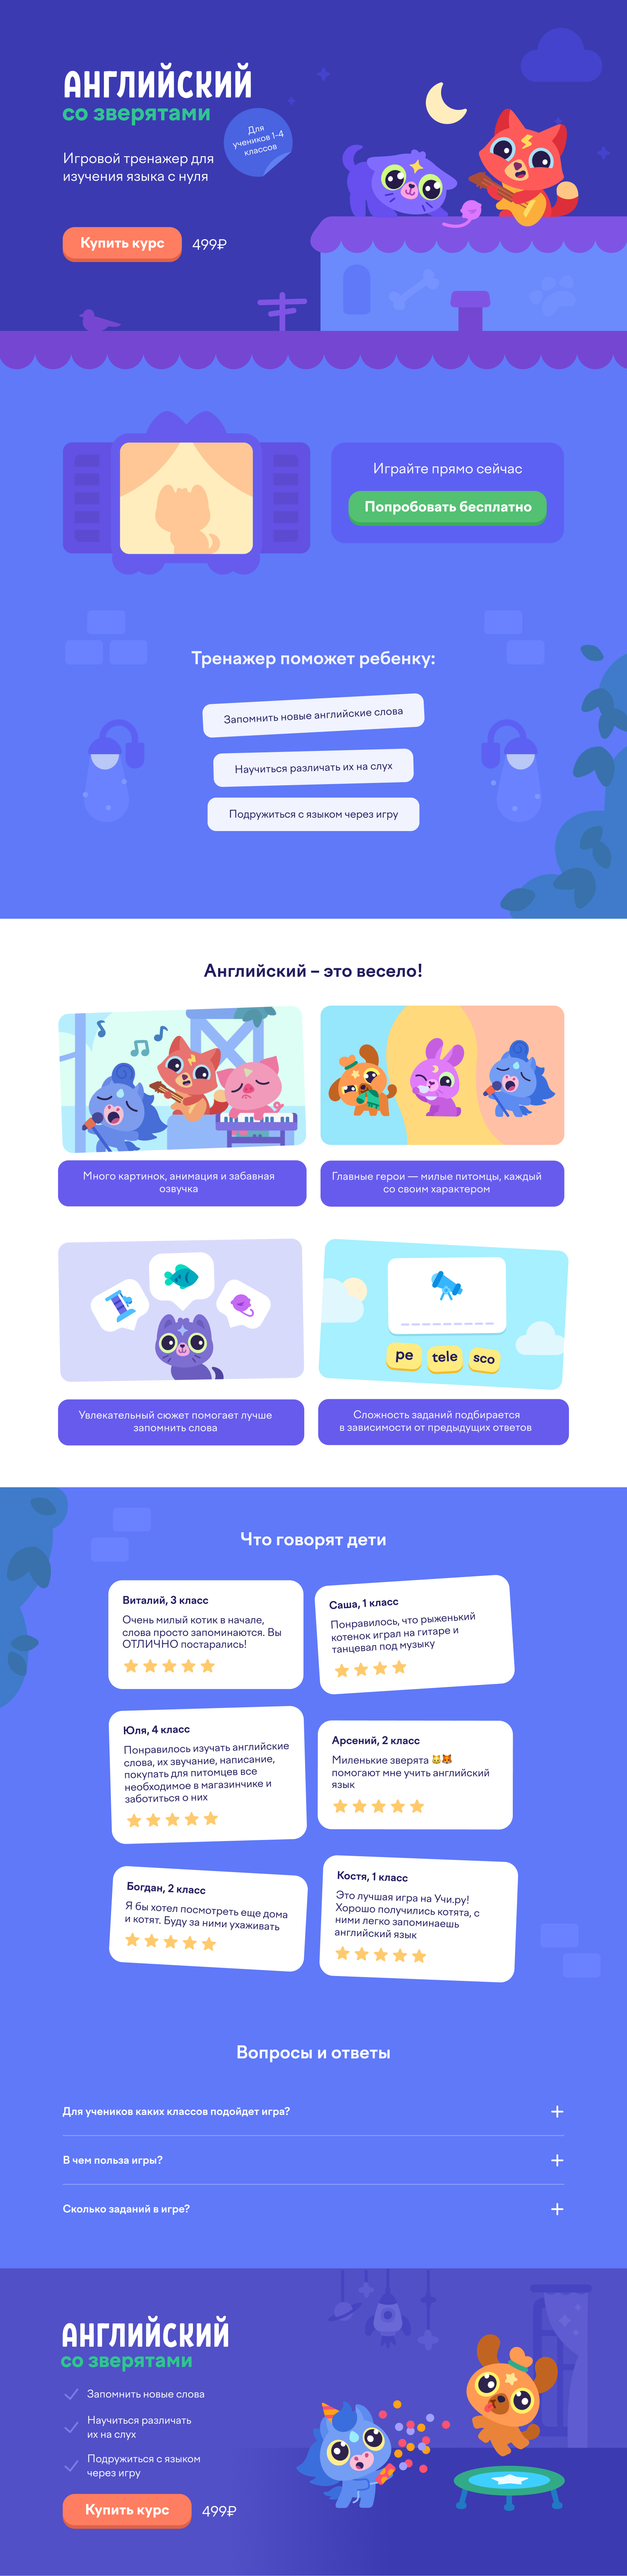 АНГЛИЙСКИЙ
со зверятами
Для
учеников 1-4
классов
Игровой тренажер для
изучения языка с нуля
Купить курс
499₽
Играйте прямо сейчас
Попробовать бесплатно
Тренажер поможет ребенку:
Запомнить новые английские слова
Научиться различать их на слух
Подружиться с языком через игру
Английский – это весело!
Много картинок, анимация и забавная
озвучка
Главные герои — милые питомцы, каждый
со своим характером
pe
tele
sco
Увлекательный сюжет помогает лучше
запомнить слова
Сложность заданий подбирается
в зависимости от предыдущих ответов
Что говорят дети
Виталий, 3 класс
Очень милый котик в начале,
слова просто запоминаются. Вы
ОТЛИЧНО постарались!
Саша, 1 класс
Понравилось, что рыженький
котенок играл на гитаре и
танцевал под музыку
Юля, 4 класс
Понравилось изучать английские
слова, их звучание, написание,
покупать для питомцев все
необходимое в магазинчике и
заботиться о них
Арсений, 2 класс
Миленькие зверята 🐱🦊
помогают мне учить английский
язык
Богдан, 2 класс
Я бы хотел посмотреть еще дома
и котят. Буду за ними ухаживать
Костя, 1 класс
Это лучшая игра на Учи.ру!
Хорошо получились котята, с
ними легко запоминаешь
английский язык
Вопросы и ответы
Для учеников каких классов подойдет игра?
В чем польза игры?
Сколько заданий в игре?
АНГЛИЙСКИЙ
со зверятами
Запомнить новые слова
Научиться различать
их на слух
Подружиться с языком
через игру
Купить курс
499₽